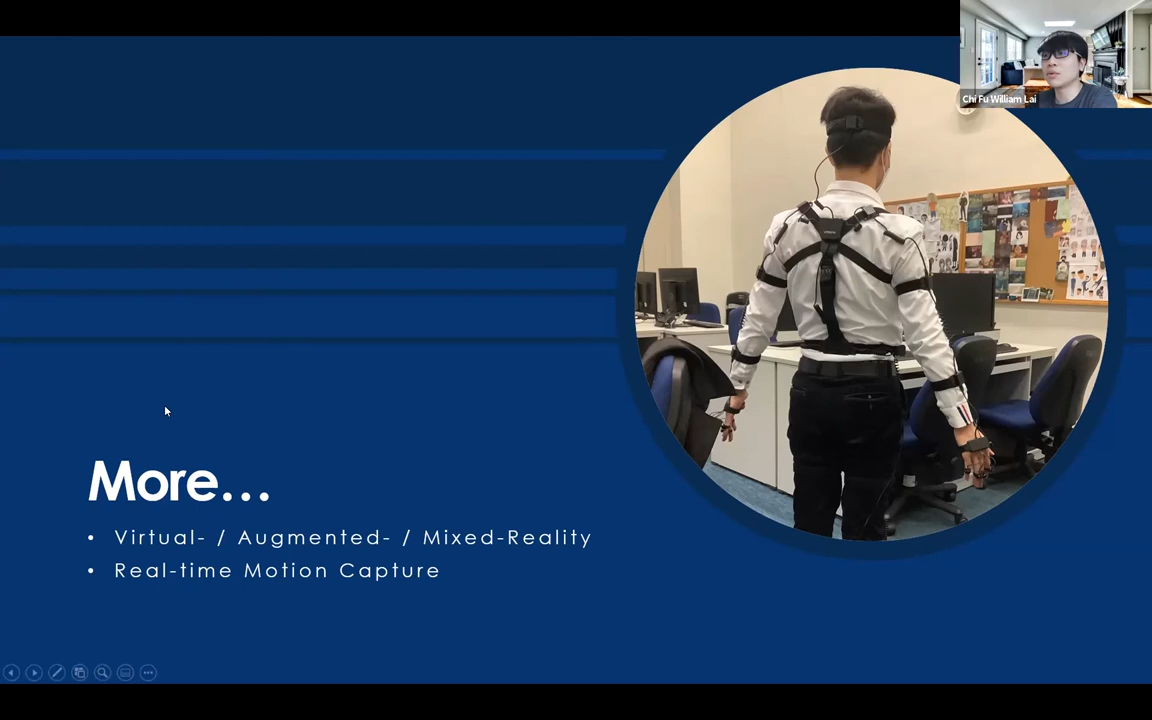 Chi Fu William Lai
More...
• Virtual- / Augmented- / Mixed-Reality
• Real-time Motion Capture